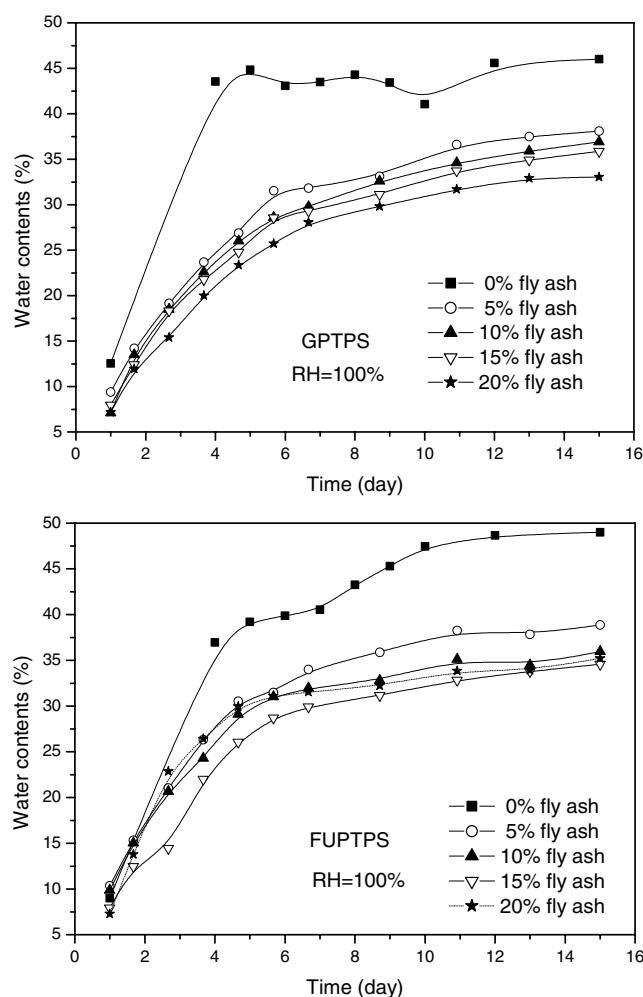 50
45
40
35
30
25
20
15
10
5
Water contents (%)
0% fly ash
5% fly ash
10% fly ash
15% fly ash
20% fly ash
GPTPS
RH=100%
0 2 4 6 8 10 12 14 16
Time (day)
50
45
40
35
30
25
20
15
10
5
Water contents (%)
0% fly ash
5% fly ash
10% fly ash
15% fly ash
20% fly ash
FUPTPS
RH=100%
0 2 4 6 8 10 12 14 16
Time (day)